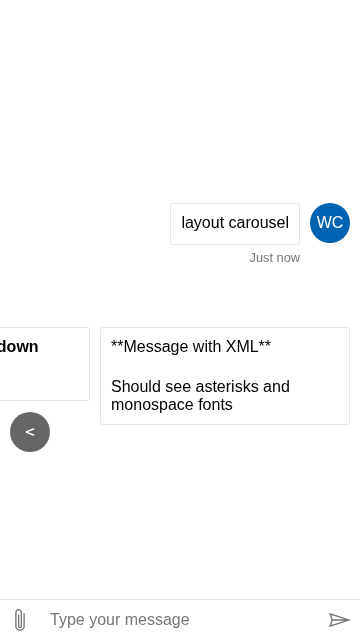 layout carousel
WC
Just now
down
**Message with XML**
Should see asterisks and
monospace fonts
<
Type your message